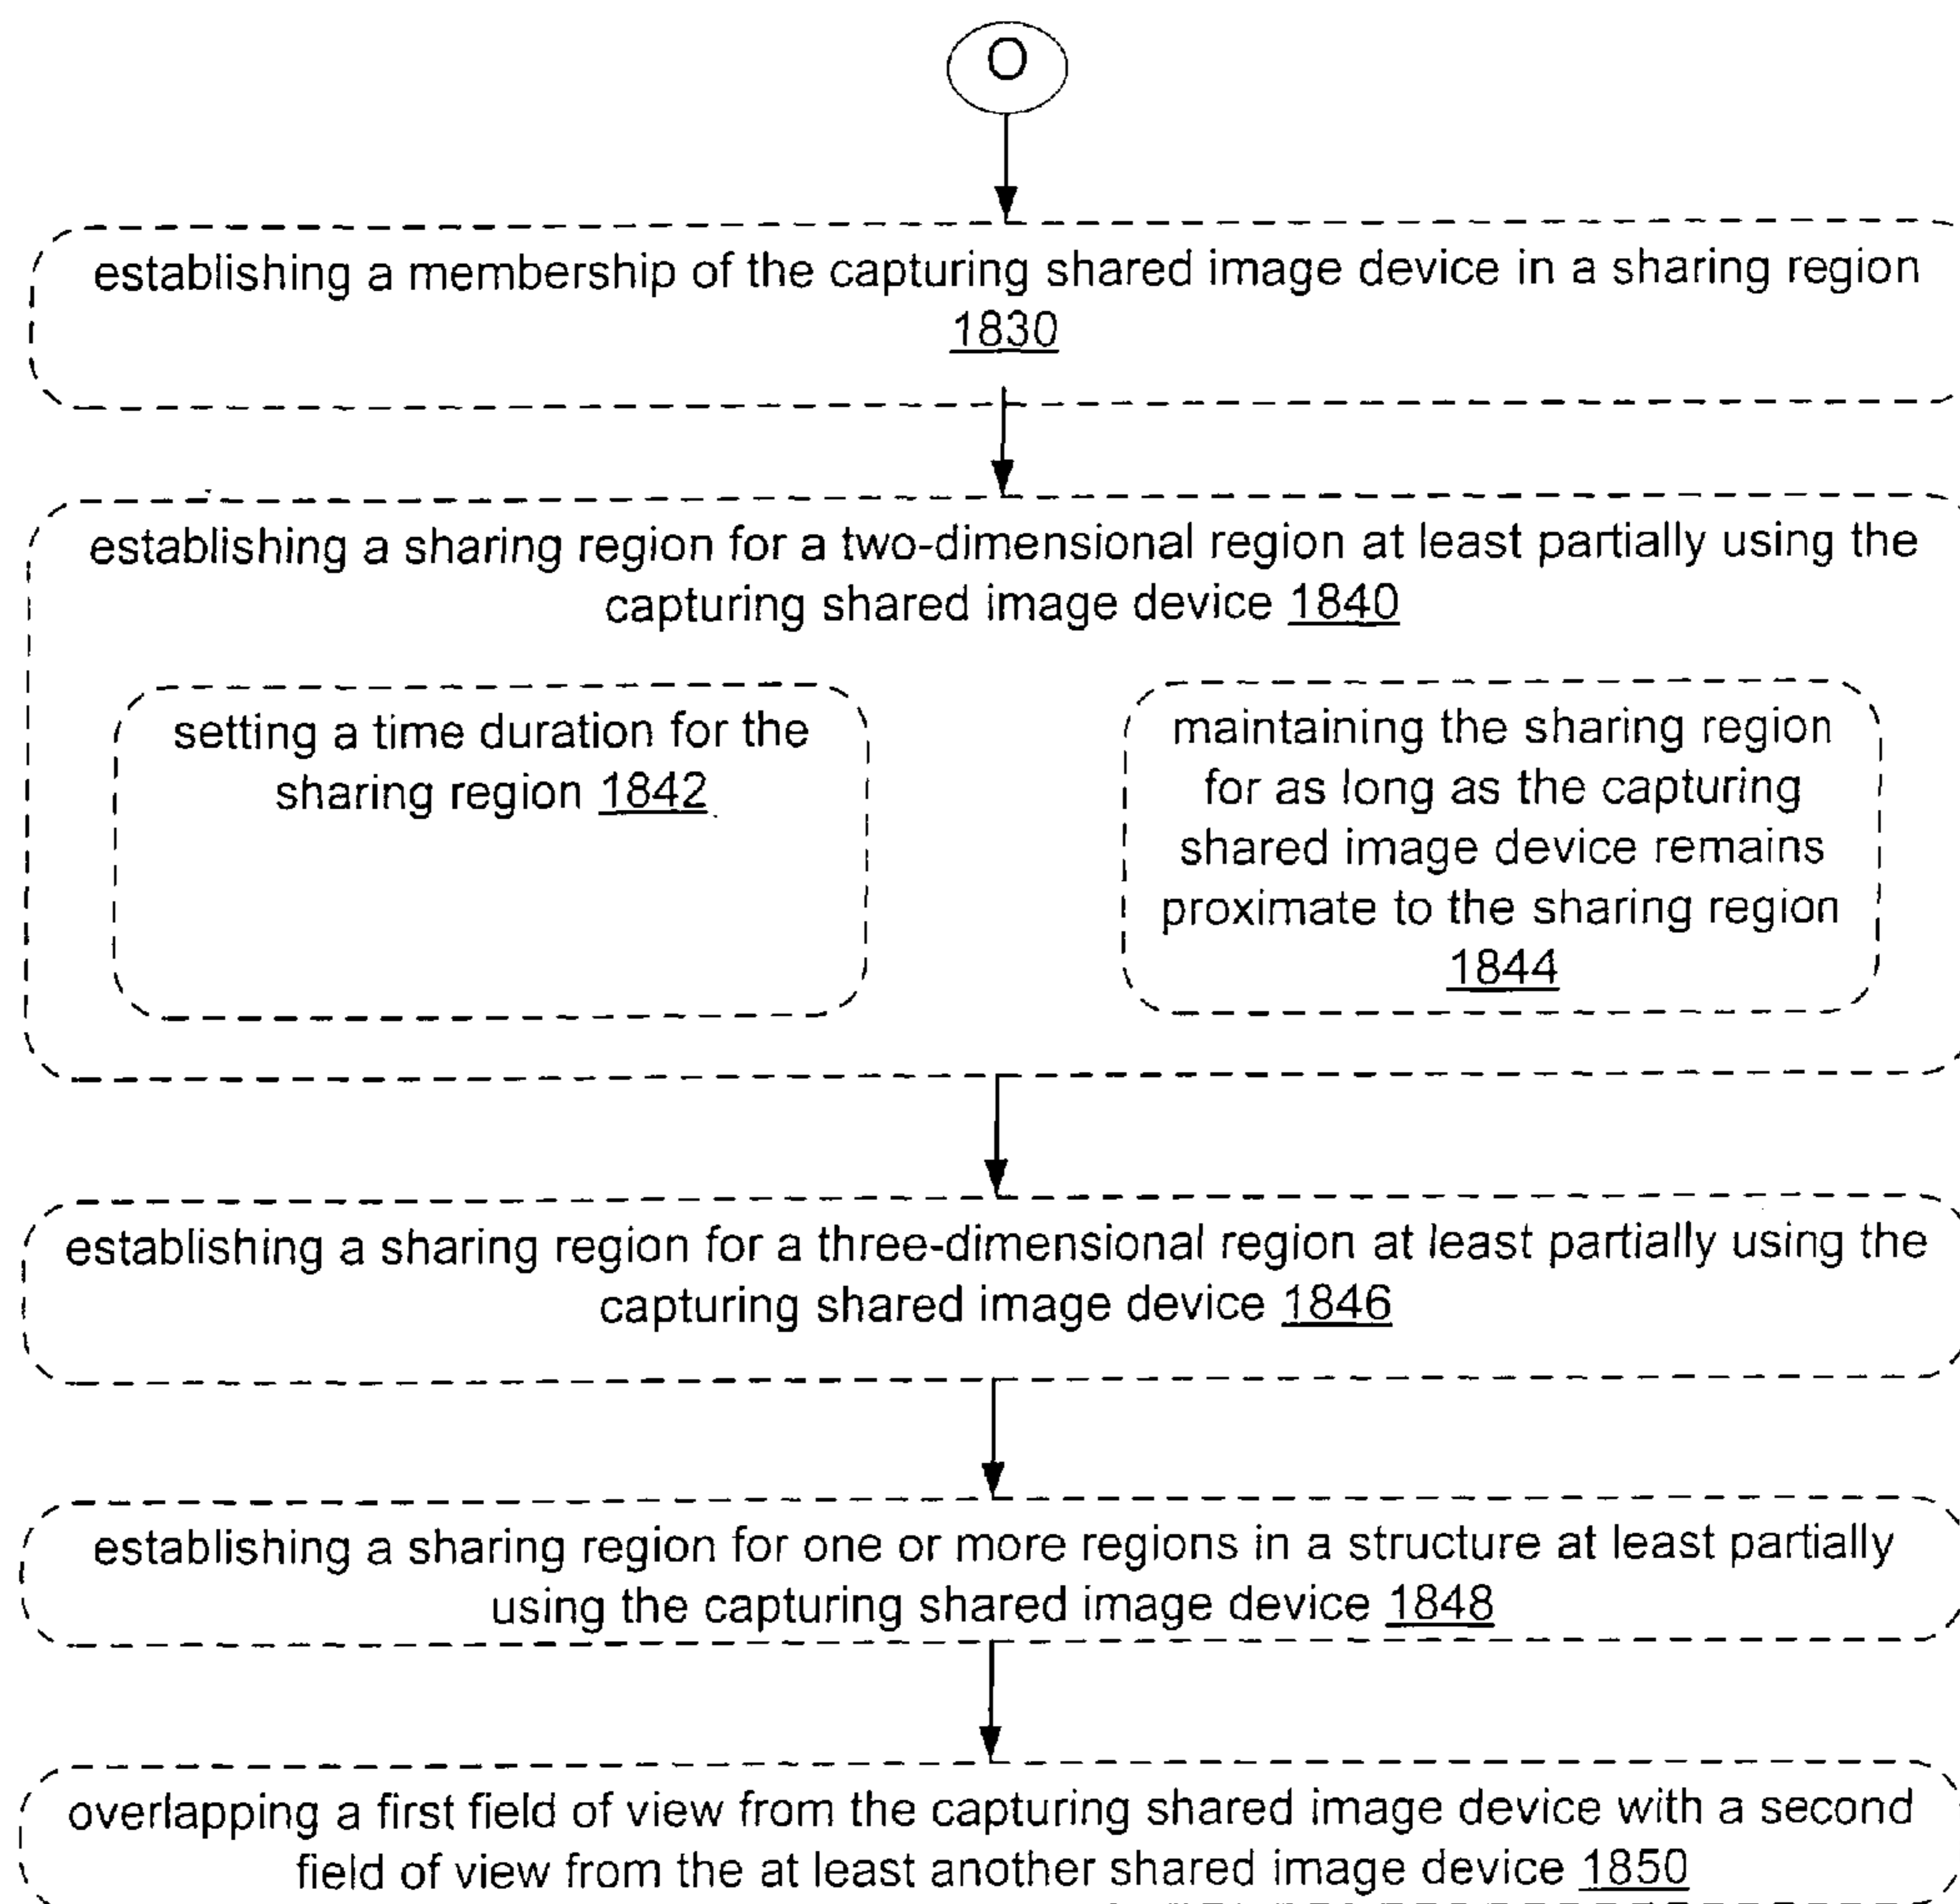 O
establishing a membership of the capturing shared image device in a sharing region
1830
establishing a sharing region for a two-dimensional region at least partially using the
capturing shared image device 1840
setting a time duration for the
sharing region 1842
maintaining the sharing region
for as long as the capturing
shared image device remains
proximate to the sharing region
1844
establishing a sharing region for a three-dimensional region at least partially using the
capturing shared image device 1846
establishing a sharing region for one or more regions in a structure at least partially
using the capturing shared image device 1848
overlapping a first field of view from the capturing shared image device with a second
field of view from the at least another shared image device 1850